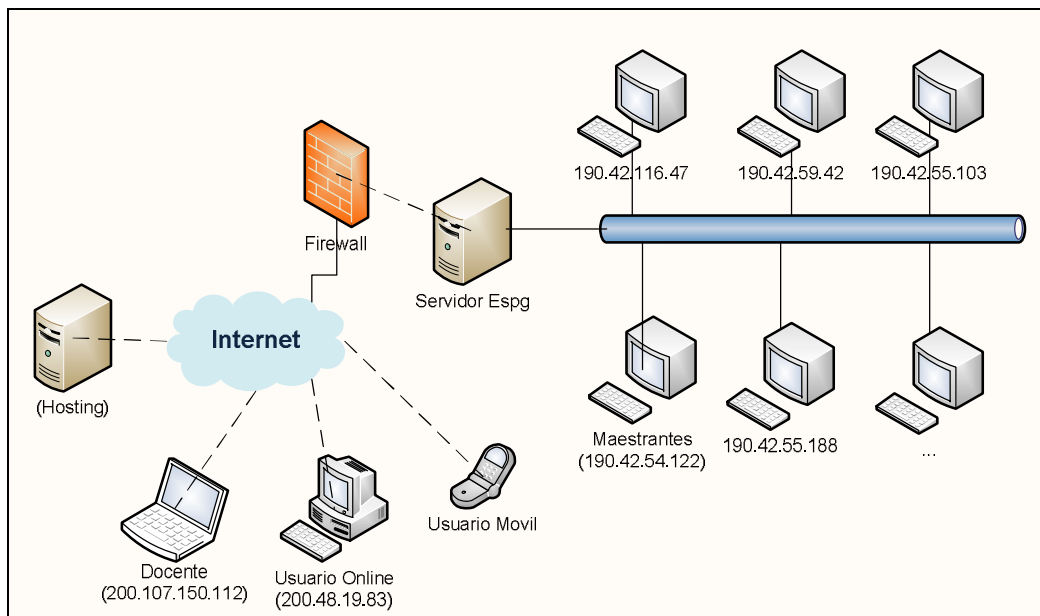 190.42.116.47
190.42.59.42
190.42.55.103
Firewall
Servidor Espg
Internet
(Hosting)
Maestrantes
(190.42.54.122)
190.42.55.188
...
Usuario Movil
Docente
(200.107.150.112)
Usuario Online
(200.48.19.83)